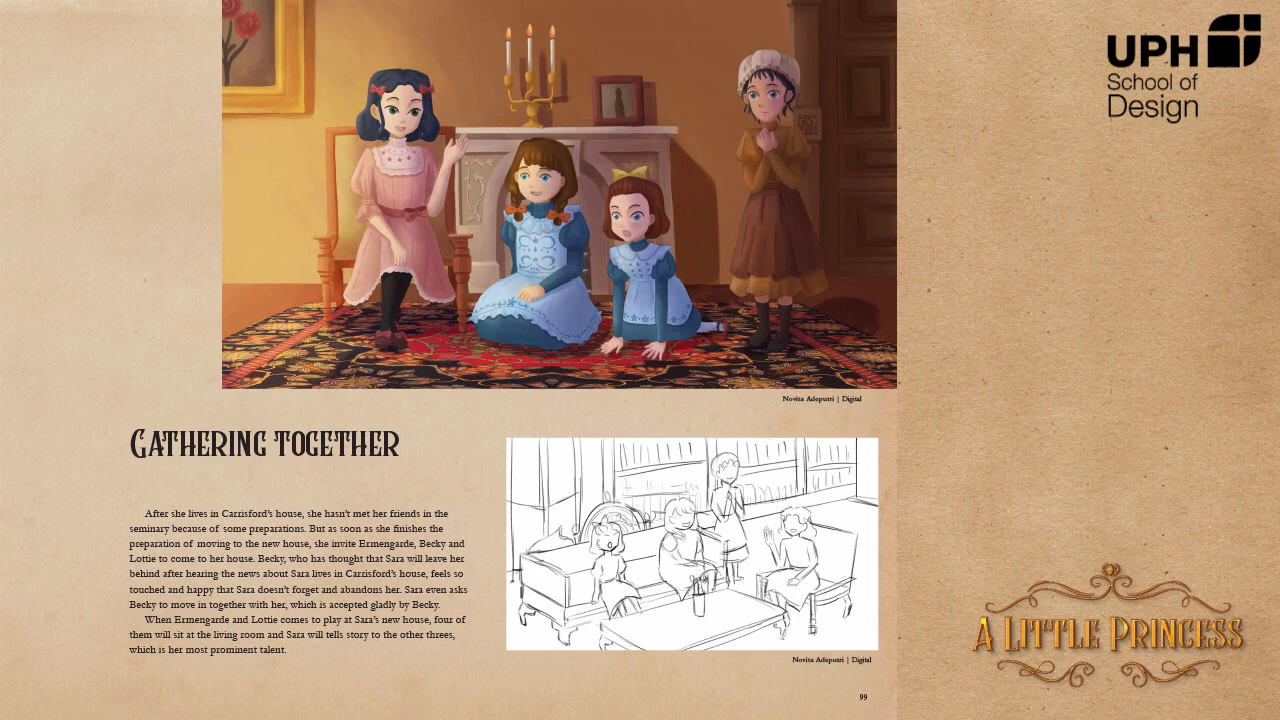 UPH
School of
Design
Novita Adeputri | Digital
GATHERING TOGETHER
After she lives in Carrisford's house, she hasn't met her friends in the
seminary because of some preparations. But as soon as she finishes the
preparation of moving to the new house, she invite Ermengarde, Becky and
Lottie to come to her house. Becky, who has thought that Sara will leave her
behind after hearing the news about Sara lives in Carrisford's house, feels so
touched and happy that Sara doesn't forget and abandons her. Sara even asks
Becky to move in together with her, which is accepted gladly by Becky.
When Ermengarde and Lottie comes to play at Sara's new house, four of
them will sit at the living room and Sara will tells story to the other threes,
which is her most prominent talent.
Novita Adeputri | Digital
99
A LITTLE PRINCESS